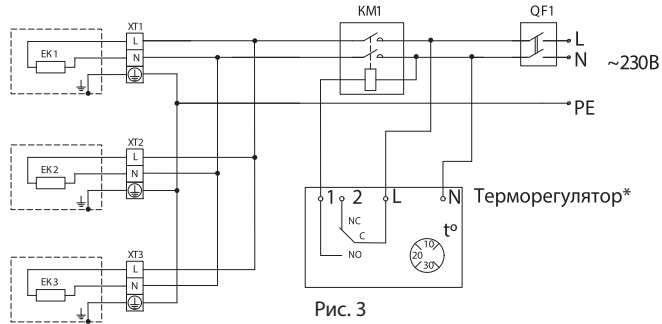 XT1
KM1
QF1
EK1
L
N
L
N
~230В
PE
XT2
EK2
L
N
1 2 L N
Терморегулятор*
NC
C
NO
t°
10
20
30
XT3
EK3
L
N
Рис. 3